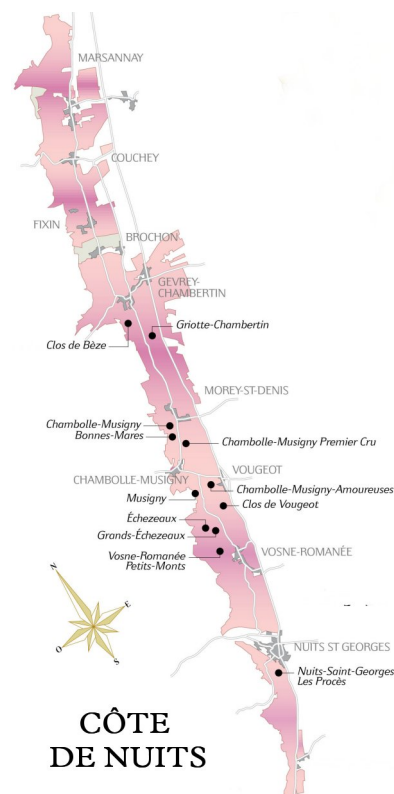 MARSANNAY
COUCHEY
FIXIN
BROCHON
GEVREY-
CHAMBERTIN
Griotte-Chambertin
Clos de Bèze
MOREY-ST-DENIS
Chambolle-Musigny
Bonnes-Mares
Chambolle-Musigny Premier Cru
CHAMBOLLE-MUSIGNY
VOUGEOT
Chambolle-Musigny-Amoureuses
Musigny
Clos de Vougeot
Échezeaux
Grands-Échezeaux
Vosne-Romanée
Petits-Monts
VOSNE-ROMANÉE
N
E
O
S
NUITS ST GEORGES
Nuits-Saint-Georges
Les Procès
CÔTE
DE NUITS